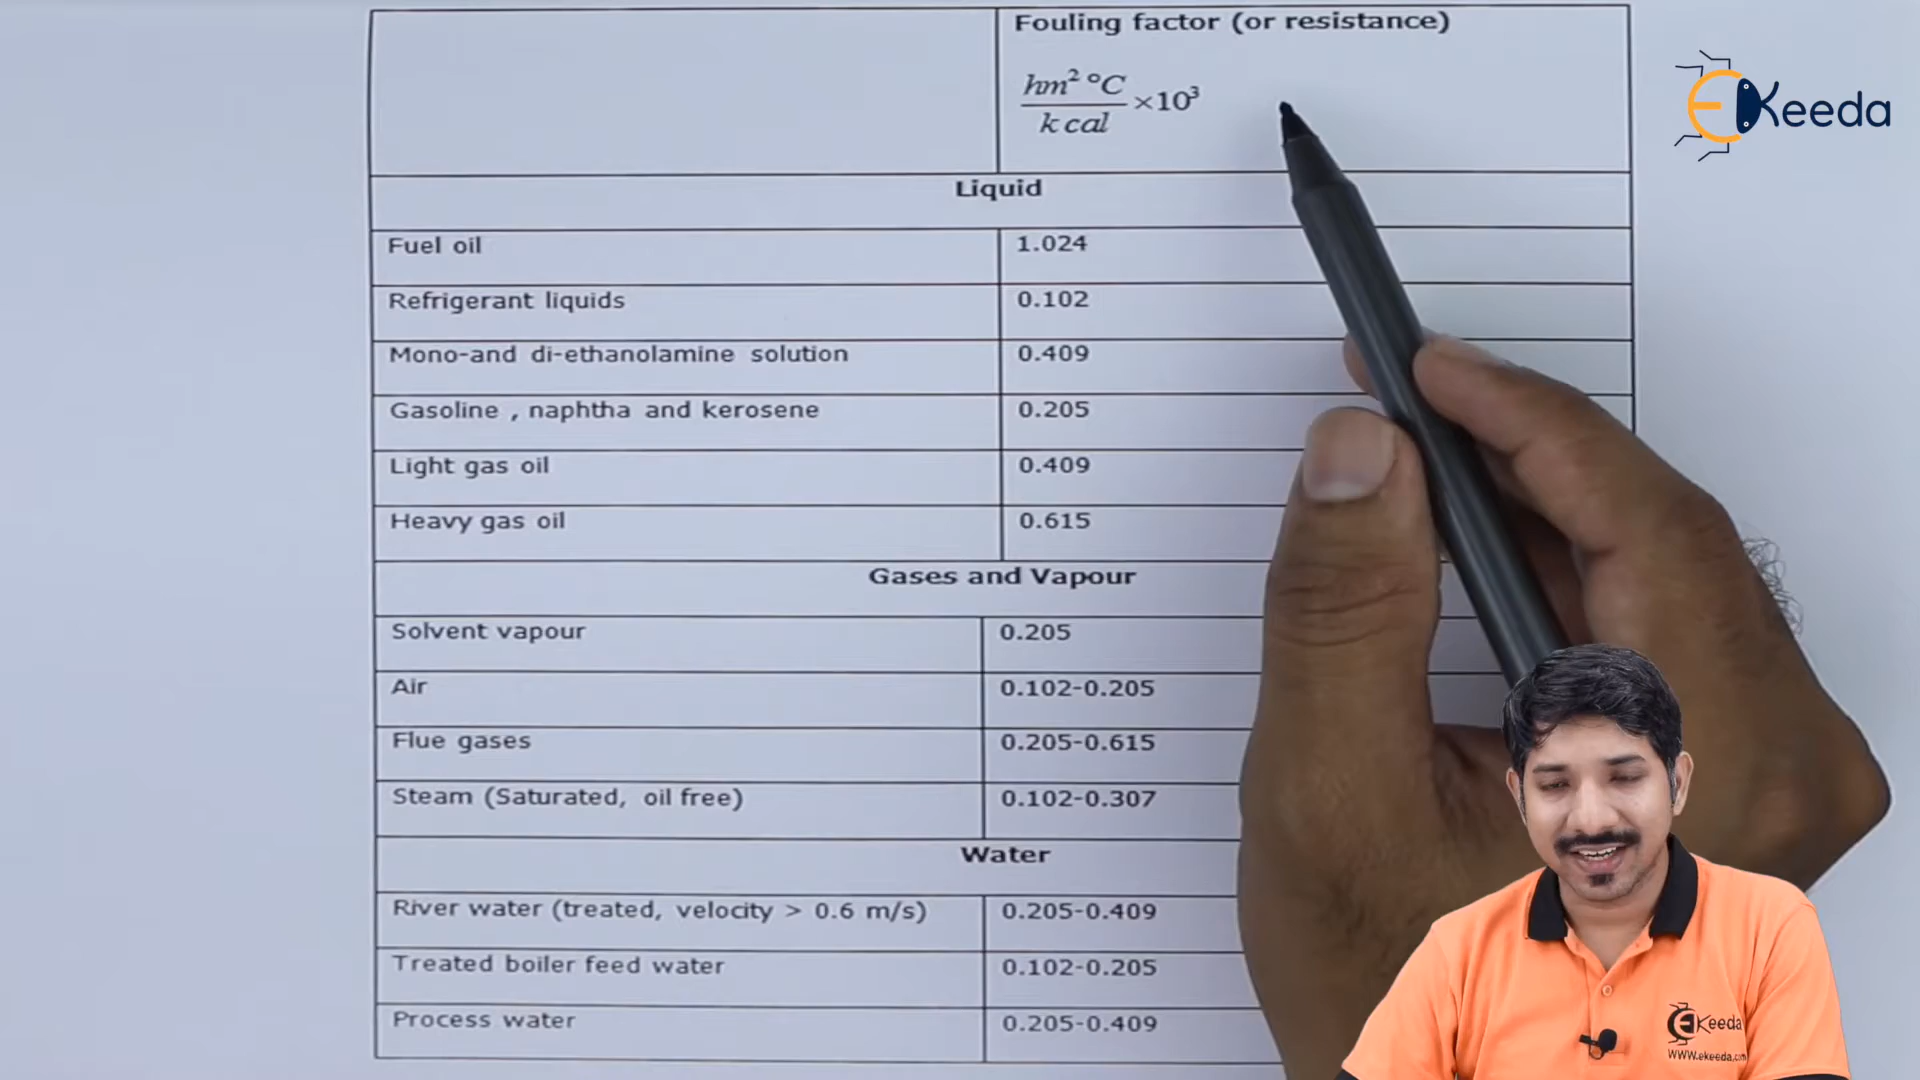 Fouling factor (or resistance)
hm² °C / k cal ×10³
Keeda
Liquid
Fuel oil 1.024
Refrigerant liquids 0.102
Mono-and di-ethanolamine solution 0.409
Gasoline , naphtha and kerosene 0.205
Light gas oil 0.409
Heavy gas oil 0.615
Gases and Vapour
Solvent vapour 0.205
Air 0.102-0.205
Flue gases 0.205-0.615
Steam (Saturated, oil free) 0.102-0.307
Water
River water (treated, velocity > 0.6 m/s) 0.205-0.409
Treated boiler feed water 0.102-0.205
Process water 0.205-0.409
Keeda
WWW.ekeeda.com